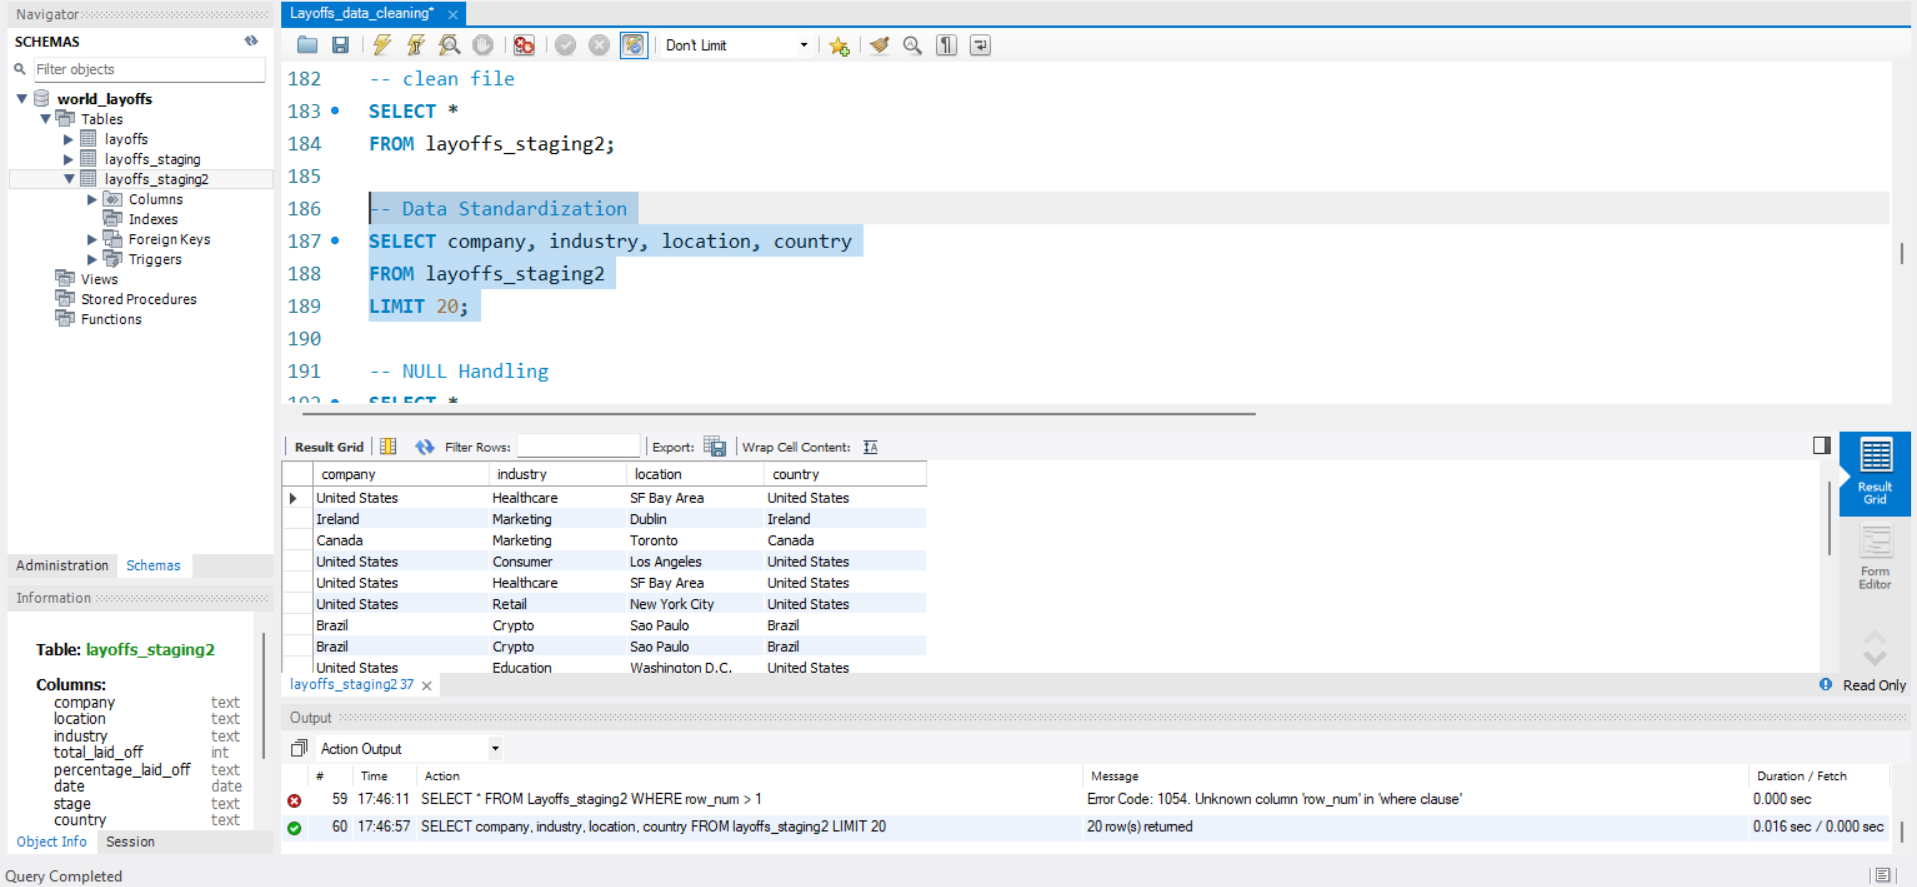 Navigator
SCHEMAS
Filter objects
world_layoffs
Tables
layoffs
layoffs_staging
layoffs_staging2
Columns
Indexes
Foreign Keys
Triggers
Views
Stored Procedures
Functions
Administration Schemas
Information
Table: layoffs_staging2
Columns:
company text
location text
industry text
total_laid_off int
percentage_laid_off text
date date
stage text
country text
Object Info Session
Query Completed
Layoffs_data_cleaning*
Don't Limit
182 -- clean file
183 SELECT *
184 FROM layoffs_staging2;
185
186 -- Data Standardization
187 SELECT company, industry, location, country
188 FROM layoffs_staging2
189 LIMIT 20;
190
191 -- NULL Handling
192 SELECT *
Result Grid Filter Rows: Export: Wrap Cell Content:
company industry location country
United States Healthcare SF Bay Area United States
Ireland Marketing Dublin Ireland
Canada Marketing Toronto Canada
United States Consumer Los Angeles United States
United States Healthcare SF Bay Area United States
United States Retail New York City United States
Brazil Crypto Sao Paulo Brazil
Brazil Crypto Sao Paulo Brazil
United States Education Washington D.C. United States
Result
Grid
Form
Editor
layoffs_staging2 37
Read Only
Output
Action Output
# Time Action Message Duration / Fetch
59 17:46:11 SELECT * FROM Layoffs_staging2 WHERE row_num > 1 Error Code: 1054. Unknown column 'row_num' in 'where clause' 0.000 sec
60 17:46:57 SELECT company, industry, location, country FROM layoffs_staging2 LIMIT 20 20 row(s) returned 0.016 sec / 0.000 sec